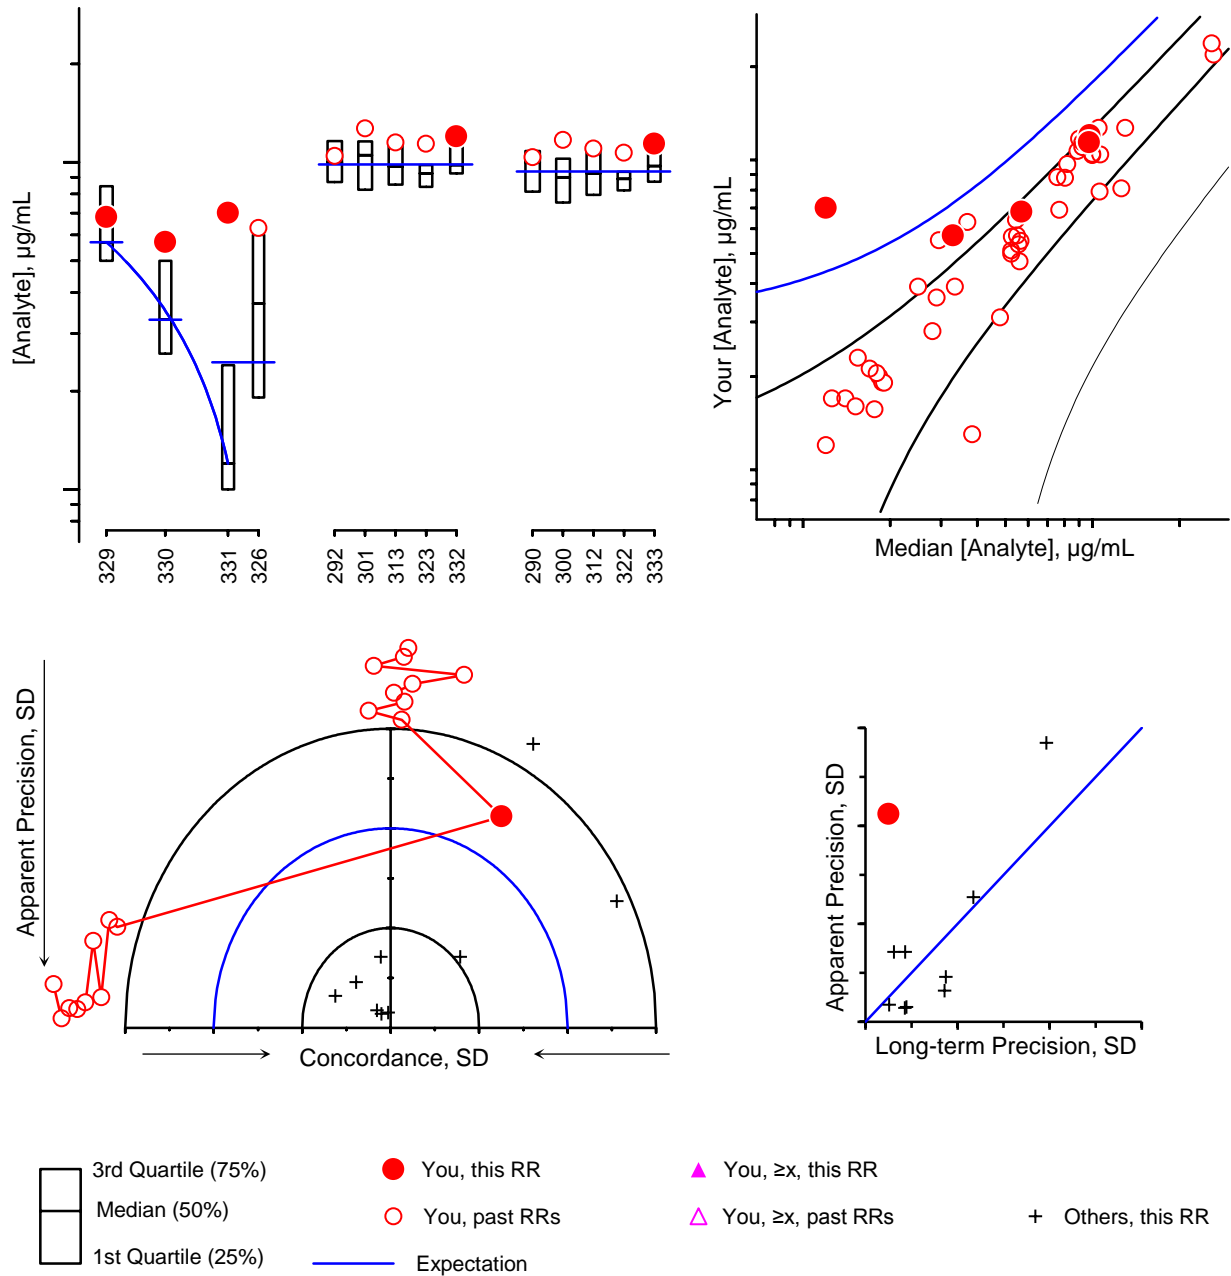 [Analyte], µg/mL
329
330
331
326
292
301
313
323
332
290
300
312
322
333
Your [Analyte], µg/mL
Median [Analyte], µg/mL
Apparent Precision, SD
Concordance, SD
Apparent Precision, SD
Long-term Precision, SD
3rd Quartile (75%)
Median (50%)
1st Quartile (25%)
You, this RR
You, past RRs
Expectation
You, ≥x, this RR
You, ≥x, past RRs
Others, this RR